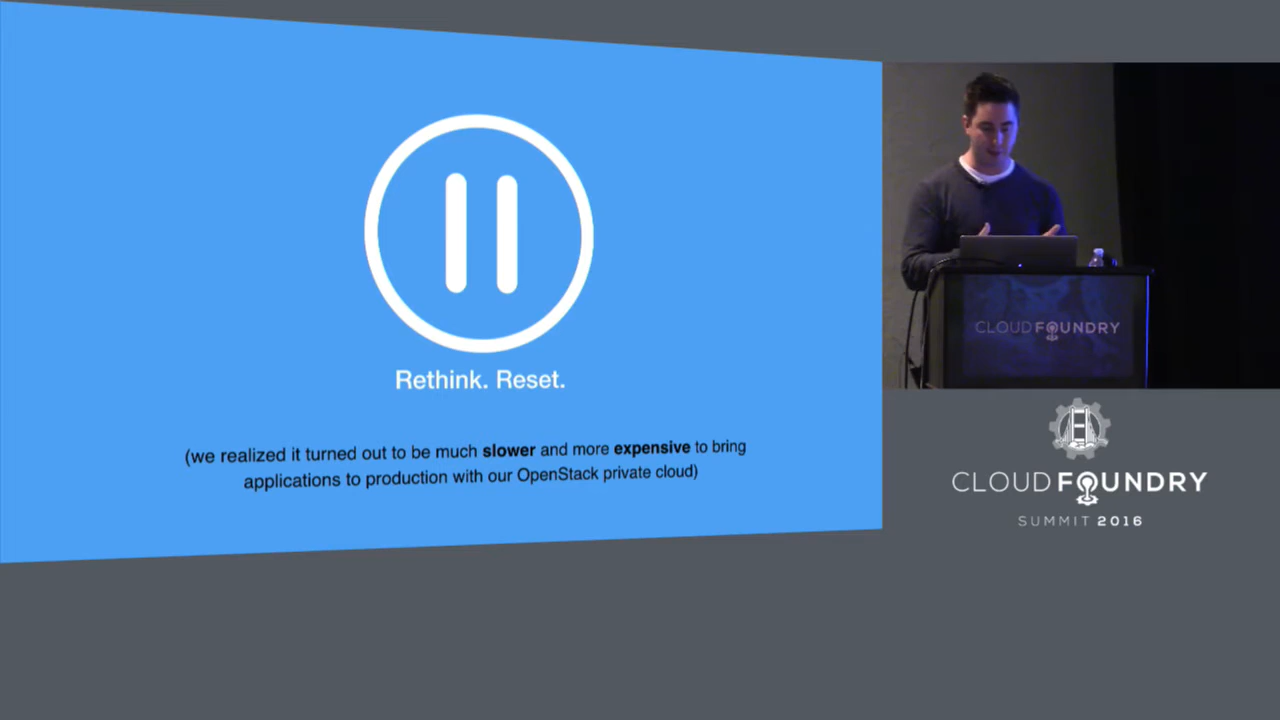 Rethink. Reset.
(we realized it turned out to be much slower and more expensive to bring
applications to production with our OpenStack private cloud)
CLOUD FOUNDRY
CLOUD FOUNDRY
SUMMIT 2016